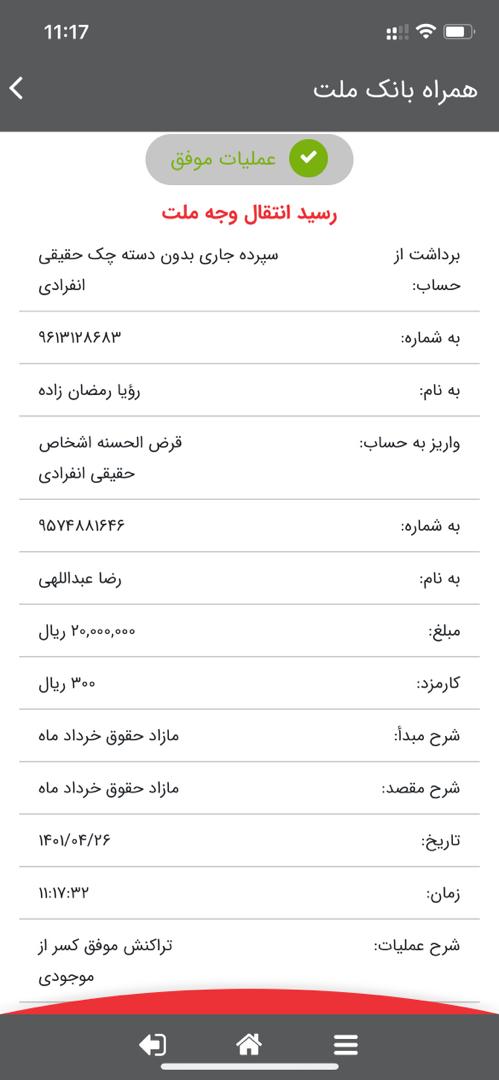 11:17
همراه بانک ملت
عملیات موفق
رسید انتقال وجه ملت
برداشت از حساب: سپرده جاری بدون دسته چک حقیقی انفرادی
به شماره: ۹۶۱۳۱۲۸۶۸۳
به نام: رؤیا رمضان زاده
واریز به حساب: قرض الحسنه اشخاص حقیقی انفرادی
به شماره: ۹۵۷۴۸۸۱۶۴۶
به نام: رضا عبداللهی
مبلغ: ۲۰,۰۰۰,۰۰۰ ریال
کارمزد: ۳۰۰ ریال
شرح مبدأ: مازاد حقوق خرداد ماه
شرح مقصد: مازاد حقوق خرداد ماه
تاریخ: ۱۴۰۱/۰۴/۲۶
زمان: ۱۱:۱۷:۳۲
شرح عملیات: تراکنش موفق کسر از موجودی